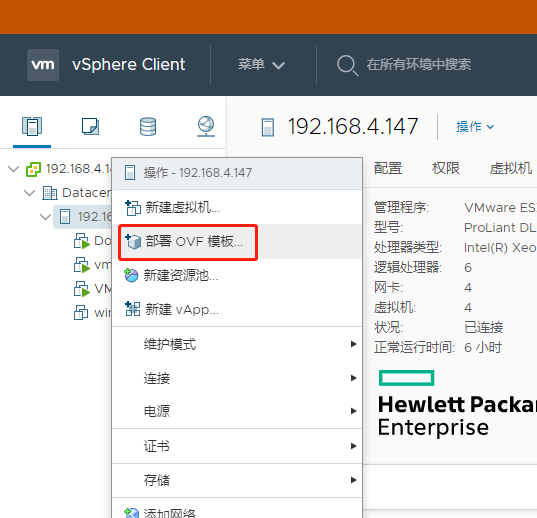 vm vSphere Client 菜单 在所有环境中搜索
192.168.4.147 操作
192.168.4.14
Datacen
192.16
Do
vm
VM
win
操作 - 192.168.4.147
新建虚拟机...
部署 OVF 模板...
新建资源池...
新建 vApp...
维护模式
连接
电源
证书
存储
添加网络
配置 权限 虚拟机
管理程序: VMware ES
型号: ProLiant DL
处理器类型: Intel(R) Xeo
逻辑处理器: 6
网卡: 4
虚拟机: 4
状况: 已连接
正常运行时间: 6 小时
Hewlett Packa
Enterprise